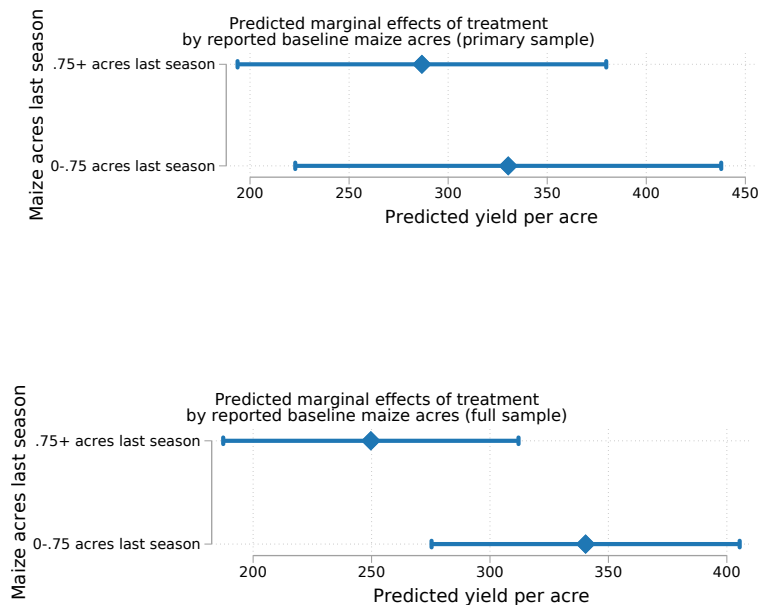 Predicted marginal effects of treatment
by reported baseline maize acres (primary sample)
Maize acres last season
.75+ acres last season
0-.75 acres last season
200 250 300 350 400 450
Predicted yield per acre
Predicted marginal effects of treatment
by reported baseline maize acres (full sample)
Maize acres last season
.75+ acres last season
0-.75 acres last season
200 250 300 350 400
Predicted yield per acre